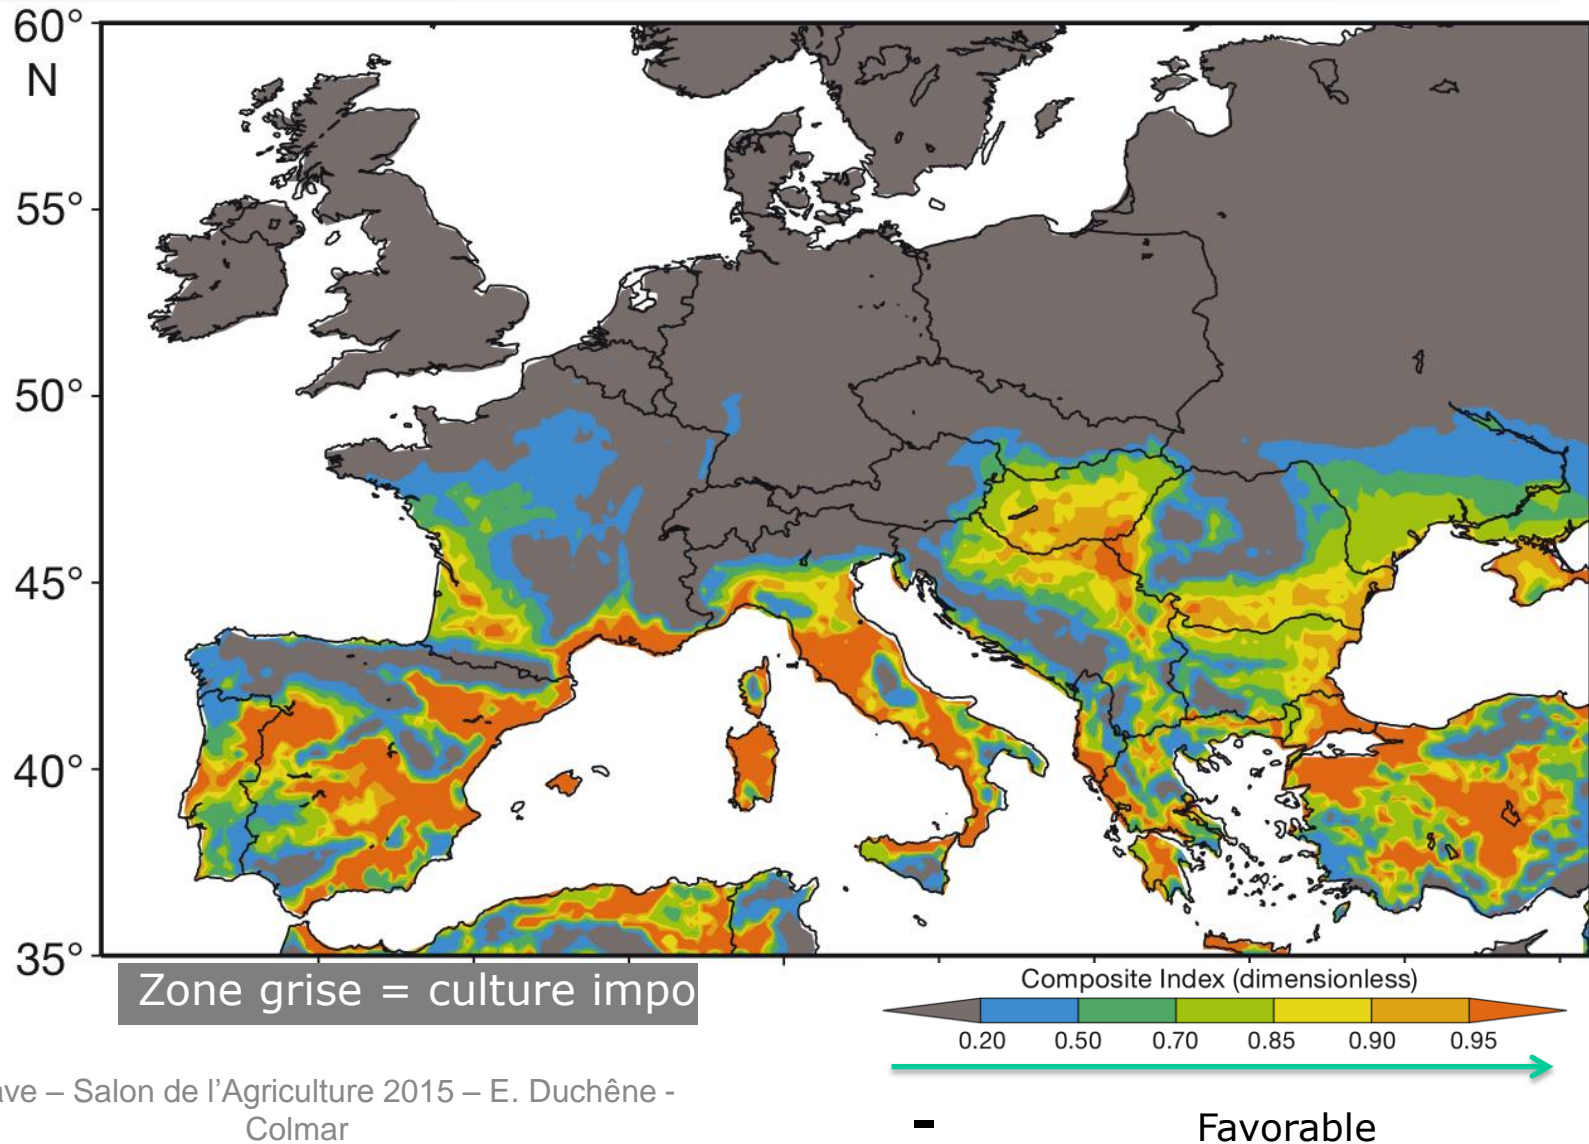 60°
N
55°
50°
45°
40°
35°
Zone grise = culture impo
Composite Index (dimensionless)
0.20 0.50 0.70 0.85 0.90 0.95
ave – Salon de l'Agriculture 2015 – E. Duchêne -
Colmar
- Favorable